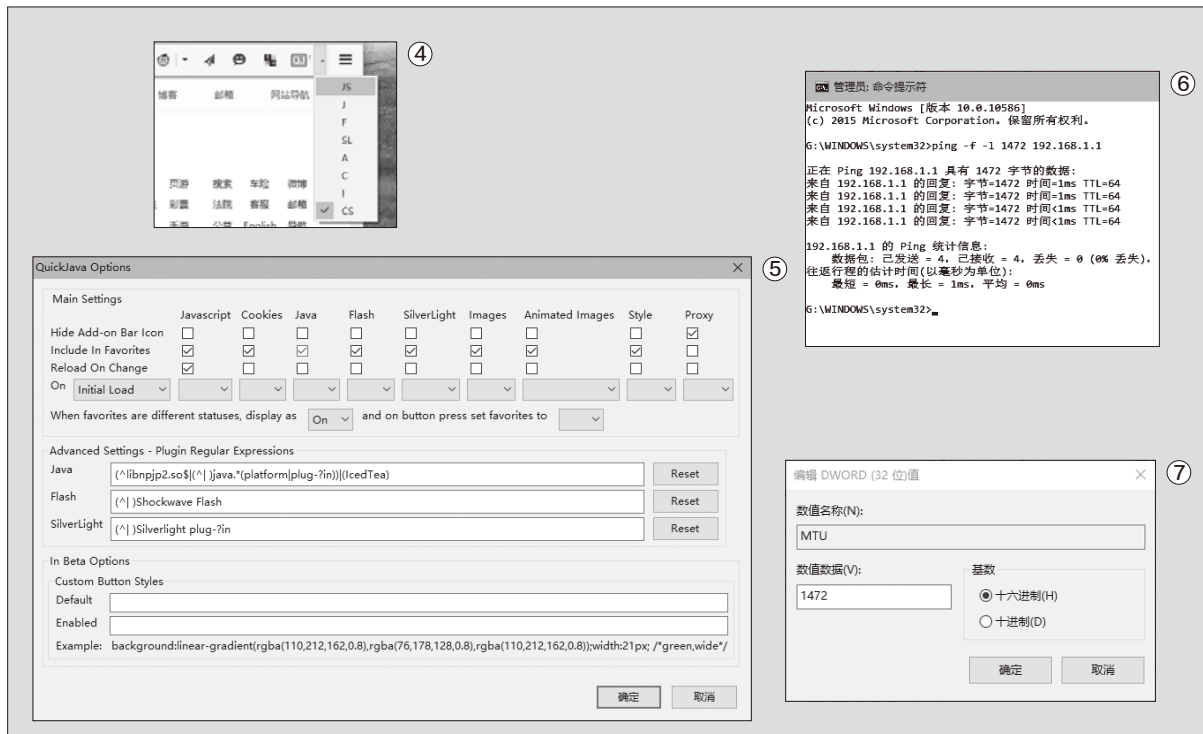 ④
博客 邮箱 网站导航
JS
J
F
SL
A
C
I
CS
页游 搜索 车险 微博
彩票 法院 客服 邮箱
手游 公益 English 导航
⑤
QuickJava Options
Main Settings
Javascript Cookies Java Flash SilverLight Images Animated Images Style Proxy
Hide Add-on Bar Icon
Include In Favorites
Reload On Change
On Initial Load
When favorites are different statuses, display as On and on button press set favorites to
Advanced Settings - Plugin Regular Expressions
Java (^libnpjp2.so$|(^| )java.*(platform|plug-?in))|(IcedTea) Reset
Flash (^| )Shockwave Flash Reset
SilverLight (^| )Silverlight plug-?in Reset
In Beta Options
Custom Button Styles
Default
Enabled
Example: background:linear-gradient(rgba(110,212,162,0.8),rgba(76,178,128,0.8),rgba(110,212,162,0.8));width:21px; /*green,wide*/
确定 取消
⑥
管理员: 命令提示符
Microsoft Windows [版本 10.0.10586]
(c) 2015 Microsoft Corporation。保留所有权利。
G:\WINDOWS\system32>ping -f -l 1472 192.168.1.1
正在 Ping 192.168.1.1 具有 1472 字节的数据:
来自 192.168.1.1 的回复: 字节=1472 时间=1ms TTL=64
来自 192.168.1.1 的回复: 字节=1472 时间=1ms TTL=64
来自 192.168.1.1 的回复: 字节=1472 时间<1ms TTL=64
来自 192.168.1.1 的回复: 字节=1472 时间<1ms TTL=64
192.168.1.1 的 Ping 统计信息:
数据包: 已发送 = 4，已接收 = 4，丢失 = 0 (0% 丢失)，
往返行程的估计时间(以毫秒为单位):
最短 = 0ms，最长 = 1ms，平均 = 0ms
G:\WINDOWS\system32>
⑦
编辑 DWORD (32 位)值
数值名称(N):
MTU
数值数据(V): 基数
1472 十六进制(H)
十进制(D)
确定 取消